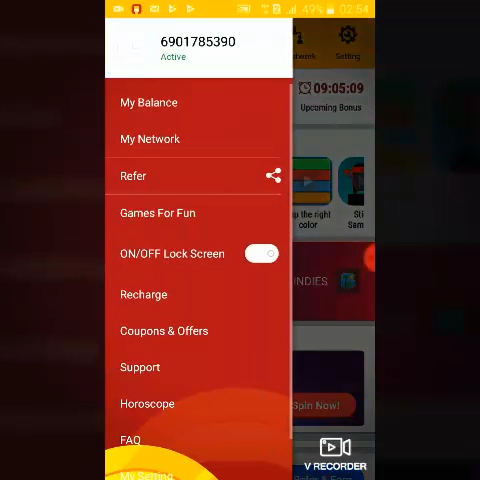 49% 02:54
6901785390
Active
Setting
09:05:09
Upcoming Bonus
My Balance
My Network
Refer
Games For Fun
p the right
color
Sti
Sam
ON/OFF Lock Screen
INDIES
Recharge
Coupons & Offers
Support
Horoscope
Spin Now!
FAQ
My Setting
V RECORDER